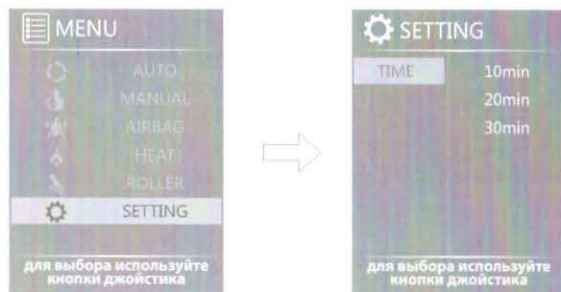 MENU
AUTO
MANUAL
AIRBAG
HEAT
ROLLER
SETTING
для выбора используйте
кнопки джойстика
SETTING
TIME
10min
20min
30min
для выбора используйте
кнопки джойстика